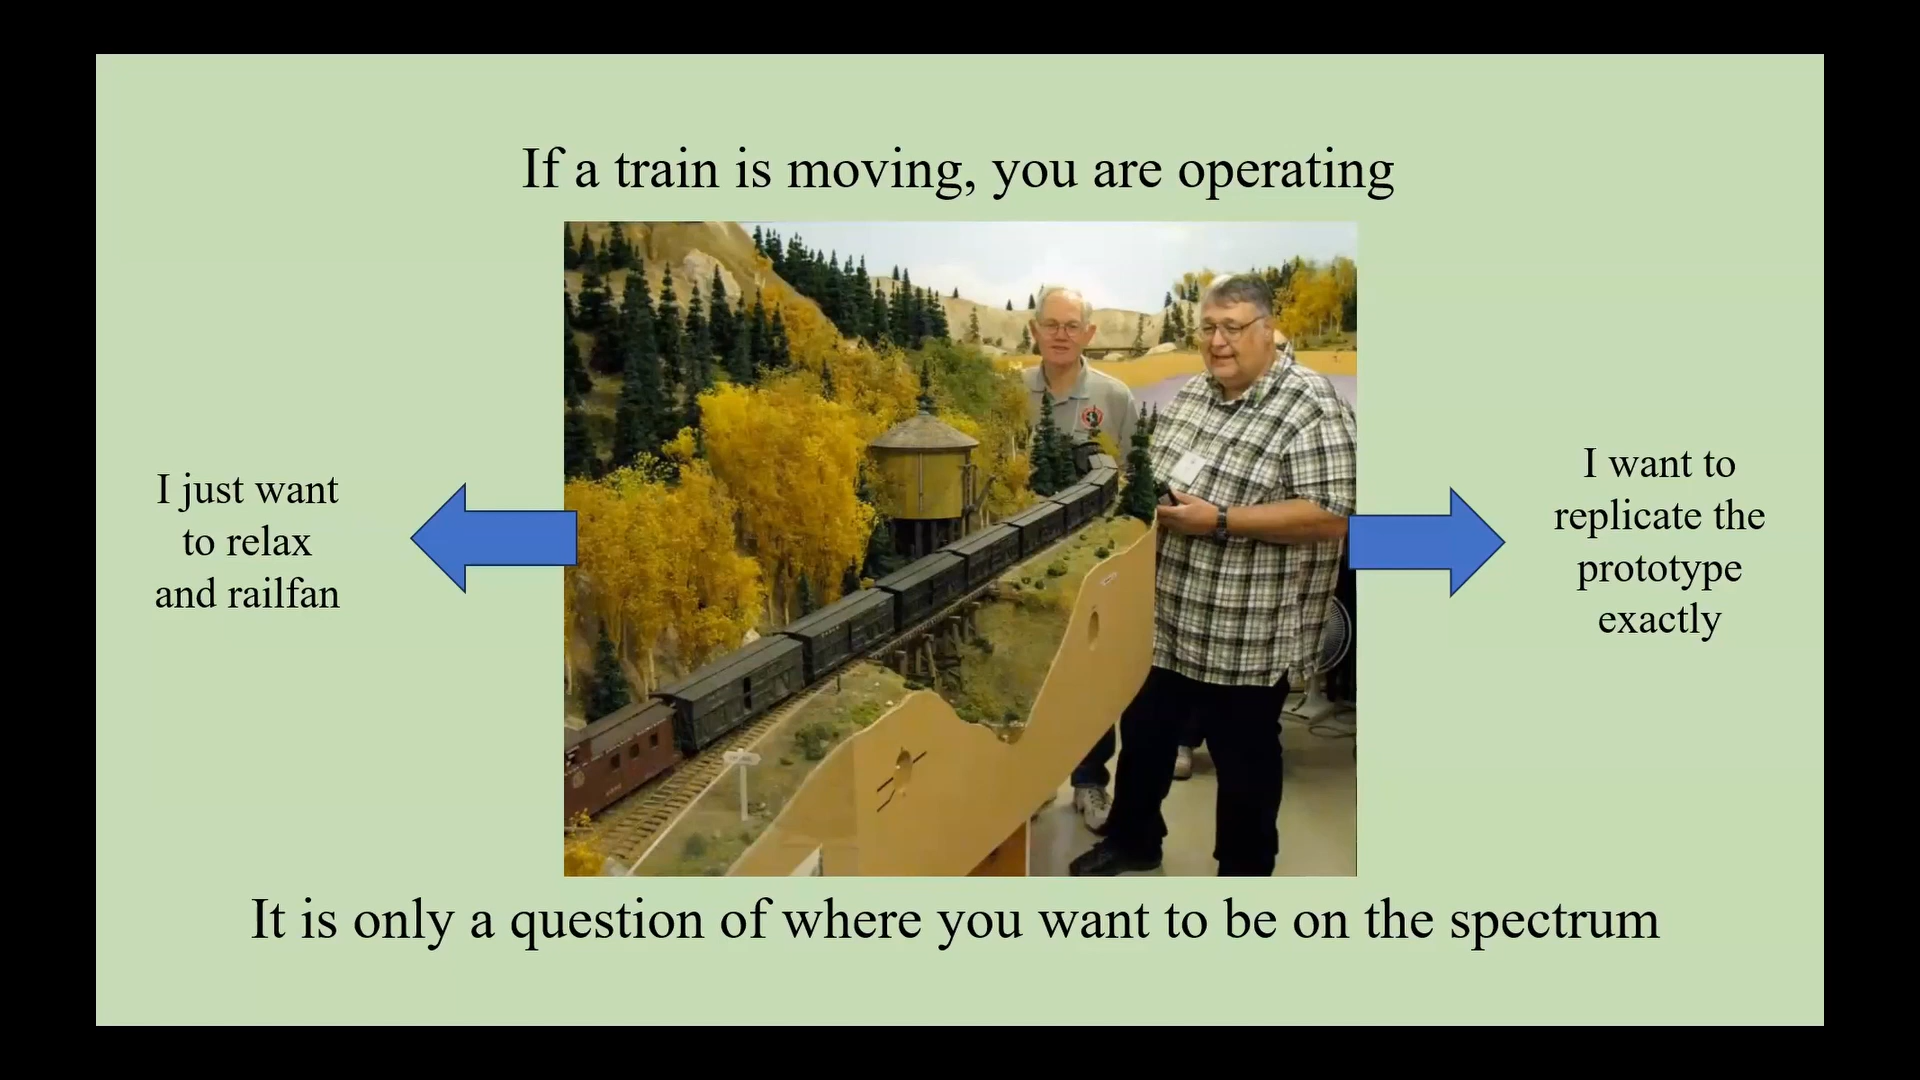 If a train is moving, you are operating
I just want
to relax
and railfan
I want to
replicate the
prototype
exactly
It is only a question of where you want to be on the spectrum